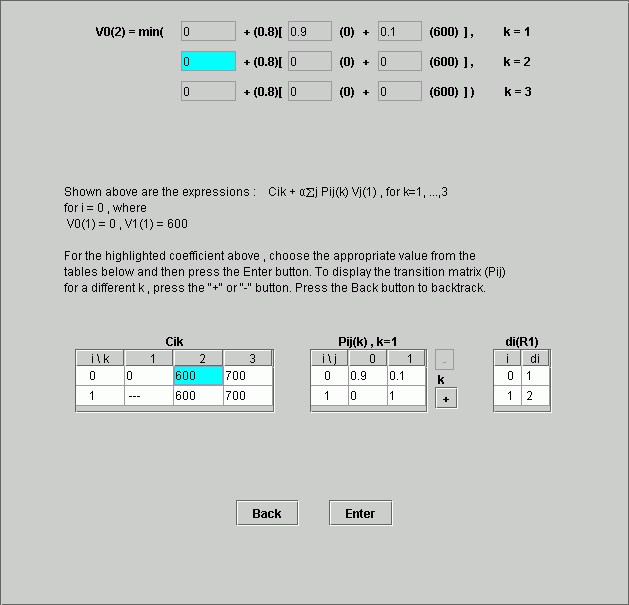 V0(2) = min( 0 + (0.8)[ 0.9 (0) + 0.1 (600) ] , k = 1
0 + (0.8)[ 0 (0) + 0 (600) ] , k = 2
0 + (0.8)[ 0 (0) + 0 (600) ] ) k = 3
Shown above are the expressions : Cik + α∑j Pij(k) Vj(1) , for k=1, ...,3
for i = 0 , where
V0(1) = 0 , V1(1) = 600
For the highlighted coefficient above , choose the appropriate value from the
tables below and then press the Enter button. To display the transition matrix (Pij)
for a different k , press the "+" or "-" button. Press the Back button to backtrack.
Cik Pij(k) , k=1 di(R1)
i \ k 1 2 3 i \ j 0 1 - i di
0 0 600 700 0 0.9 0.1 k 0 1
1 --- 600 700 1 0 1 + 1 2
Back Enter